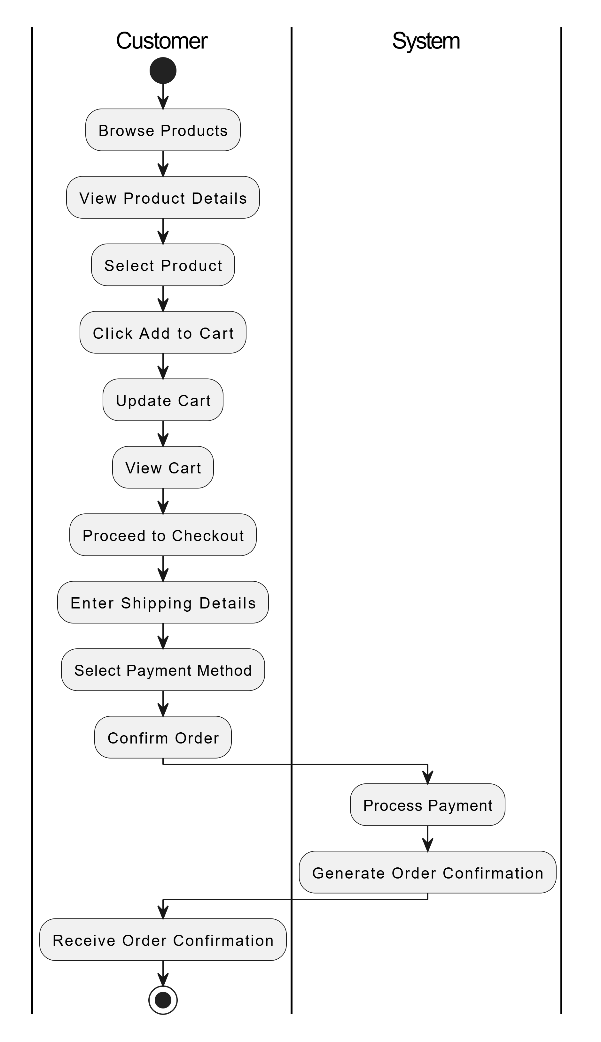 Customer
System
Browse Products
View Product Details
Select Product
Click Add to Cart
Update Cart
View Cart
Proceed to Checkout
Enter Shipping Details
Select Payment Method
Confirm Order
Process Payment
Generate Order Confirmation
Receive Order Confirmation